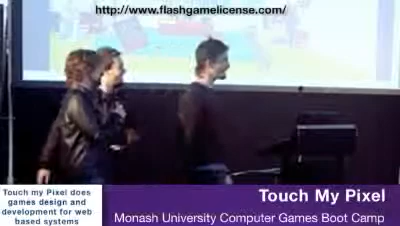 http://www.flashgamelicense.com/
Touch my Pixel does
games design and
development for web
based systems
Touch My Pixel
Monash University Computer Games Boot Camp